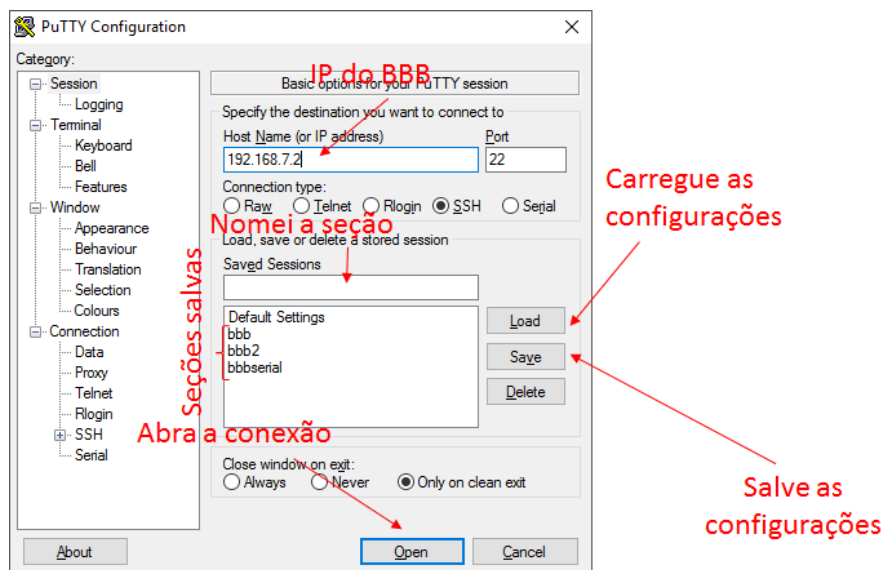 PuTTY Configuration
Category:
Session
Logging
Terminal
Keyboard
Bell
Features
Window
Appearance
Behaviour
Translation
Selection
Colours
Connection
Data
Proxy
Telnet
Rlogin
SSH
Serial
Basic options for your PuTTY session
IP do BBB
Specify the destination you want to connect to
Host Name (or IP address) Port
192.168.7.2 22
Connection type:
Raw Telnet Rlogin SSH Serial
Nomei a seção
Load, save or delete a stored session
Saved Sessions
Default Settings
bbb
bbb2
bbbserial
Seções salvas
Load
Save
Delete
Carregue as
configurações
Salve as
configurações
Abra a conexão
Close window on exit:
Always Never Only on clean exit
About Open Cancel